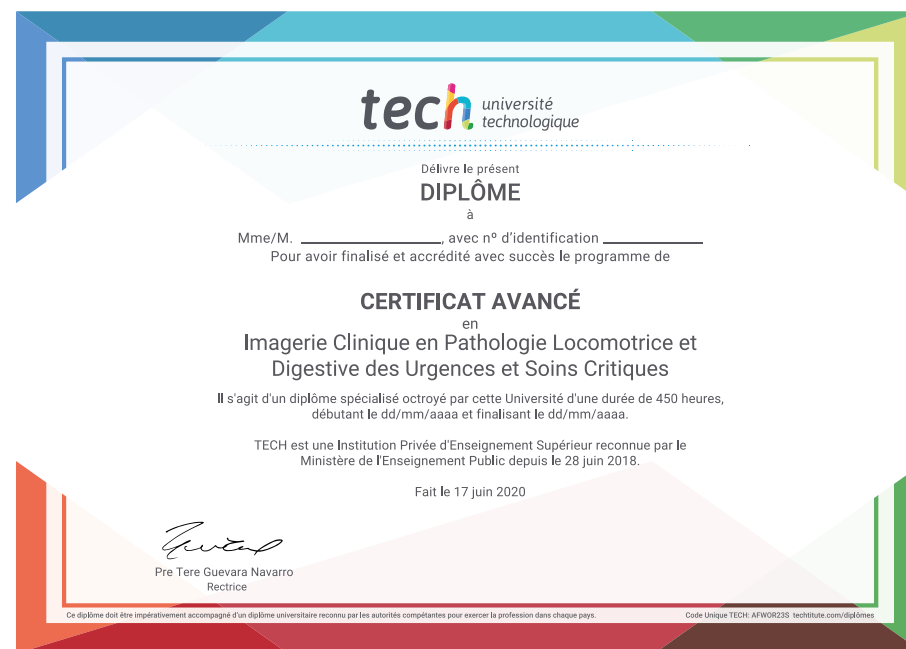 tech université
technologique
Délivre le présent
DIPLÔME
à
Mme/M. ____________________, avec nº d'identification ______________
Pour avoir finalisé et accrédité avec succès le programme de
CERTIFICAT AVANCÉ
en
Imagerie Clinique en Pathologie Locomotrice et
Digestive des Urgences et Soins Critiques
Il s'agit d'un diplôme spécialisé octroyé par cette Université d'une durée de 450 heures,
débutant le dd/mm/aaaa et finalisant le dd/mm/aaaa.
TECH est une Institution Privée d'Enseignement Supérieur reconnue par le
Ministère de l'Enseignement Public depuis le 28 juin 2018.
Fait le 17 juin 2020
Pre Tere Guevara Navarro
Rectrice
Ce diplôme doit être impérativement accompagné d'un diplôme universitaire reconnu par les autorités compétantes pour exercer la profession dans chaque pays.
Code Unique TECH: AFWOR23S techtitute.com/diplômes